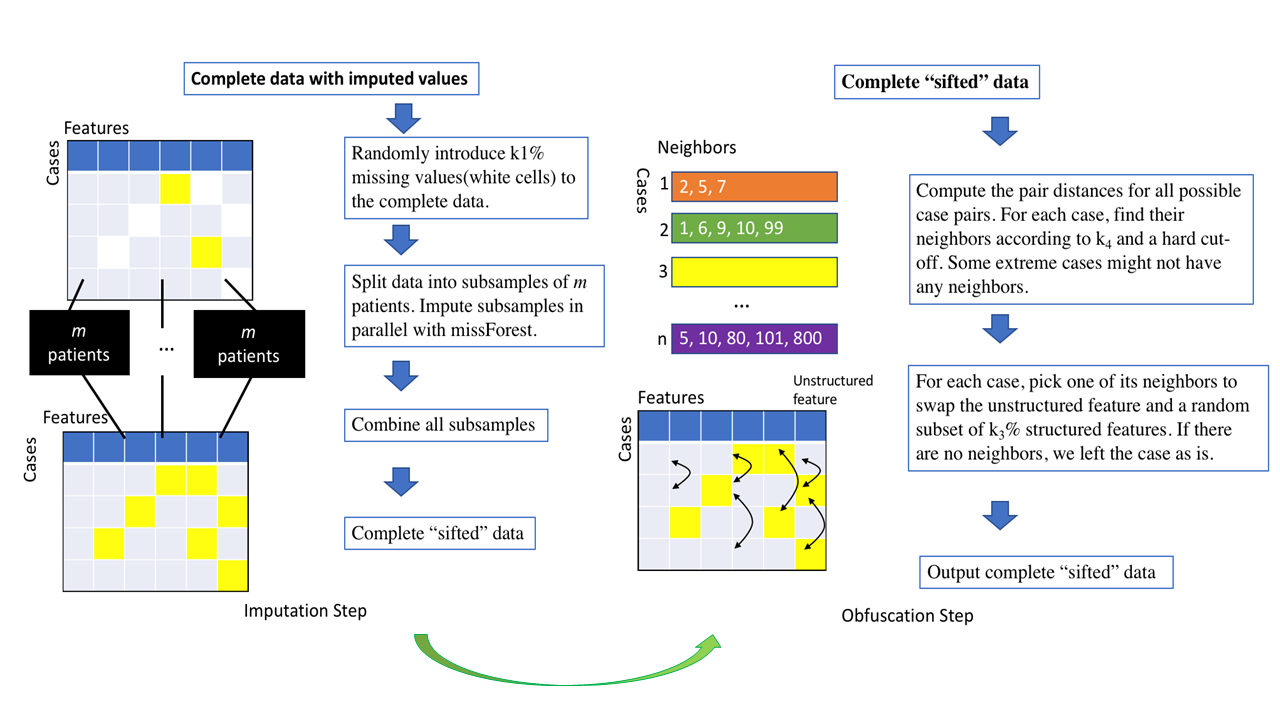 Complete data with imputed values
Features
Cases
Randomly introduce k1%
missing values(white cells) to
the complete data.
Split data into subsamples of m
patients. Impute subsamples in
parallel with missForest.
m
patients
...
m
patients
Features
Cases
Combine all subsamples
Complete “sifted” data
Imputation Step
Complete “sifted” data
Neighbors
Cases
1 2, 5, 7
2 1, 6, 9, 10, 99
3
...
n 5, 10, 80, 101, 800
Compute the pair distances for all possible
case pairs. For each case, find their
neighbors according to k4 and a hard cut-
off. Some extreme cases might not have
any neighbors.
Unstructured
feature
Features
Cases
For each case, pick one of its neighbors to
swap the unstructured feature and a random
subset of k3% structured features. If there
are no neighbors, we left the case as is.
Output complete “sifted” data
Obfuscation Step